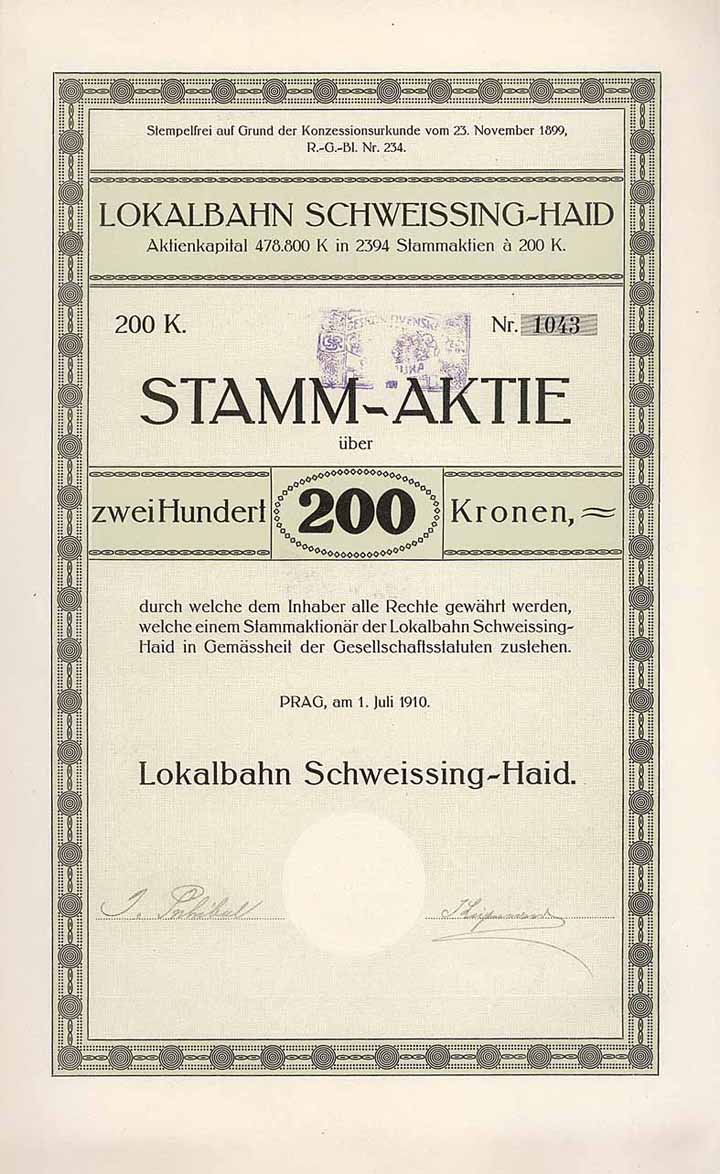 Stempelfrei auf Grund der Konzessionsurkunde vom 23. November 1899,
R.-G.-Bl. Nr. 234.
LOKALBAHN SCHWEISSING-HAID
Aktienkapital 478.800 K in 2394 Stammaktien à 200 K.
200 K.
Nr. 1043
STAMM-AKTIE
über
zwei Hundert 200 Kronen,
durch welche dem Inhaber alle Rechte gewährt werden,
welche einem Stammaktionär der Lokalbahn Schweissing-
Haid in Gemässheit der Gesellschaftsstatuten zustehen.
PRAG, am 1. Juli 1910.
Lokalbahn Schweissing-Haid.